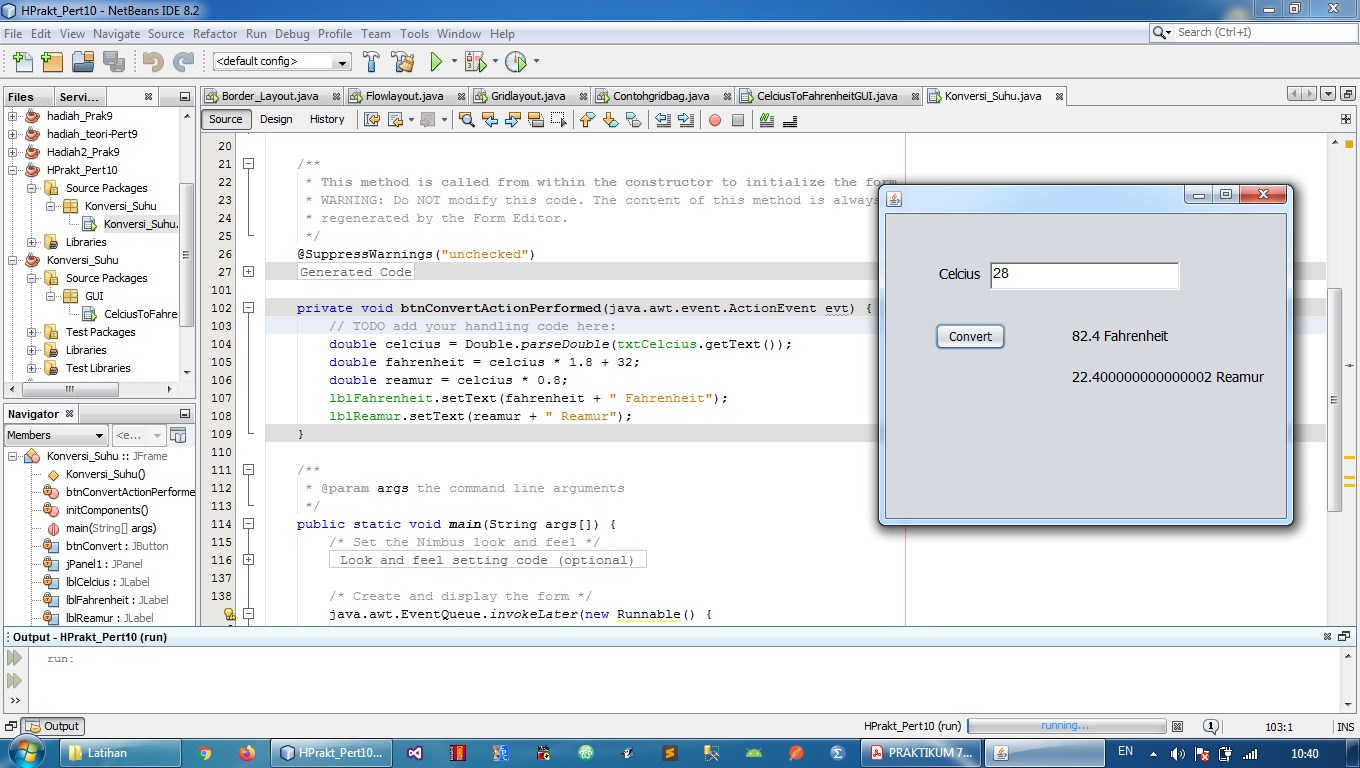 HPrakt_Pert10 - NetBeans IDE 8.2
File Edit View Navigate Source Refactor Run Debug Profile Team Tools Window Help
Search (Ctrl+I)
<default config>
Files Servi...
Border_Layout.java Flowlayout.java Gridlayout.java Contohgridbag.java CelciusToFahrenheitGUI.java Konversi_Suhu.java
Source Design History
hadiah_Prak9
hadiah_teori-Pert9
Hadiah2_Prak9
HPrakt_Pert10
Source Packages
Konversi_Suhu
Konversi_Suhu.
Libraries
Konversi_Suhu
Source Packages
GUI
CelciusToFahre
Test Packages
Libraries
Test Libraries
Navigator
Members <e...
Konversi_Suhu :: JFrame
Konversi_Suhu()
btnConvertActionPerforme
initComponents()
main(String[] args)
btnConvert : JButton
jPanel1 : JPanel
lblCelcius : JLabel
lblFahrenheit : JLabel
lblReamur : JLabel
20
21 /**
22 * This method is called from within the constructor to initialize the form
23 * WARNING: Do NOT modify this code. The content of this method is always
24 * regenerated by the Form Editor.
25 */
26 @SuppressWarnings("unchecked")
27 Generated Code
101
102 private void btnConvertActionPerformed(java.awt.event.ActionEvent evt) {
103 // TODO add your handling code here:
104 double celcius = Double.parseDouble(txtCelcius.getText());
105 double fahrenheit = celcius * 1.8 + 32;
106 double reamur = celcius * 0.8;
107 lblFahrenheit.setText(fahrenheit + " Fahrenheit");
108 lblReamur.setText(reamur + " Reamur");
109 }
110
111 /**
112 * @param args the command line arguments
113 */
114 public static void main(String args[]) {
115 /* Set the Nimbus look and feel */
116 Look and feel setting code (optional)
137
138 /* Create and display the form */
java.awt.EventQueue.invokeLater(new Runnable() {
Celcius 28
Convert 82.4 Fahrenheit
22.400000000000002 Reamur
Output - HPrakt_Pert10 (run)
run:
Output
HPrakt_Pert10 (run) running... 1 103:1 INS
Latihan HPrakt_Pert10... PRAKTIKUM 7... EN 10:40